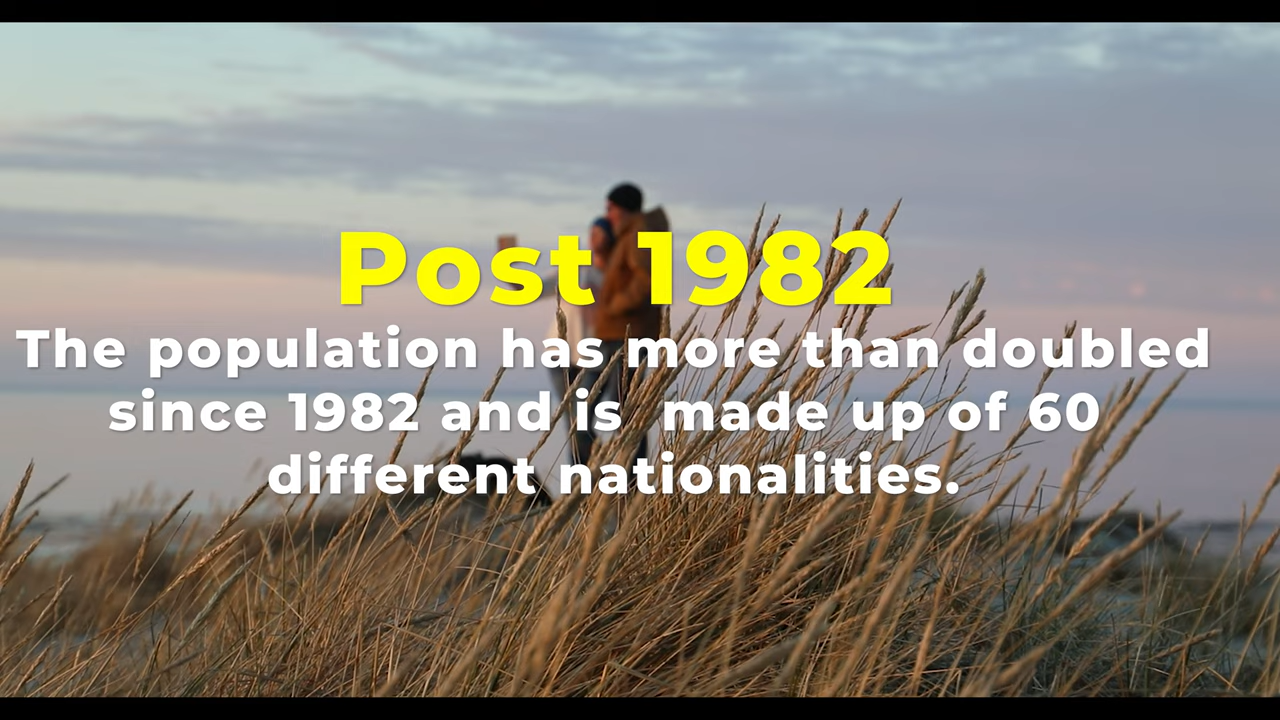 Post 1982
The population has more than doubled
since 1982 and is  made up of 60
different nationalities.